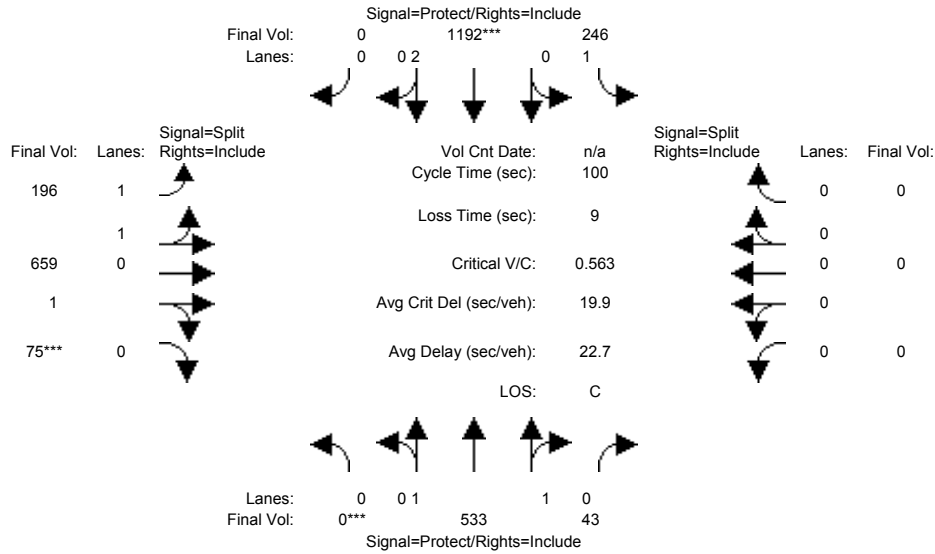 Signal=Protect/Rights=Include
Final Vol: 0 1192*** 246
Lanes: 0 0 2 0 1
Signal=Split Signal=Split
Final Vol: Lanes: Rights=Include Vol Cnt Date: n/a Rights=Include Lanes: Final Vol:
Cycle Time (sec): 100
196 1 0 0
Loss Time (sec): 9
1 0
659 0 Critical V/C: 0.563 0 0
1 Avg Crit Del (sec/veh): 19.9 0
75*** 0 Avg Delay (sec/veh): 22.7 0 0
LOS: C
Lanes: 0 0 1 1 0
Final Vol: 0*** 533 43
Signal=Protect/Rights=Include